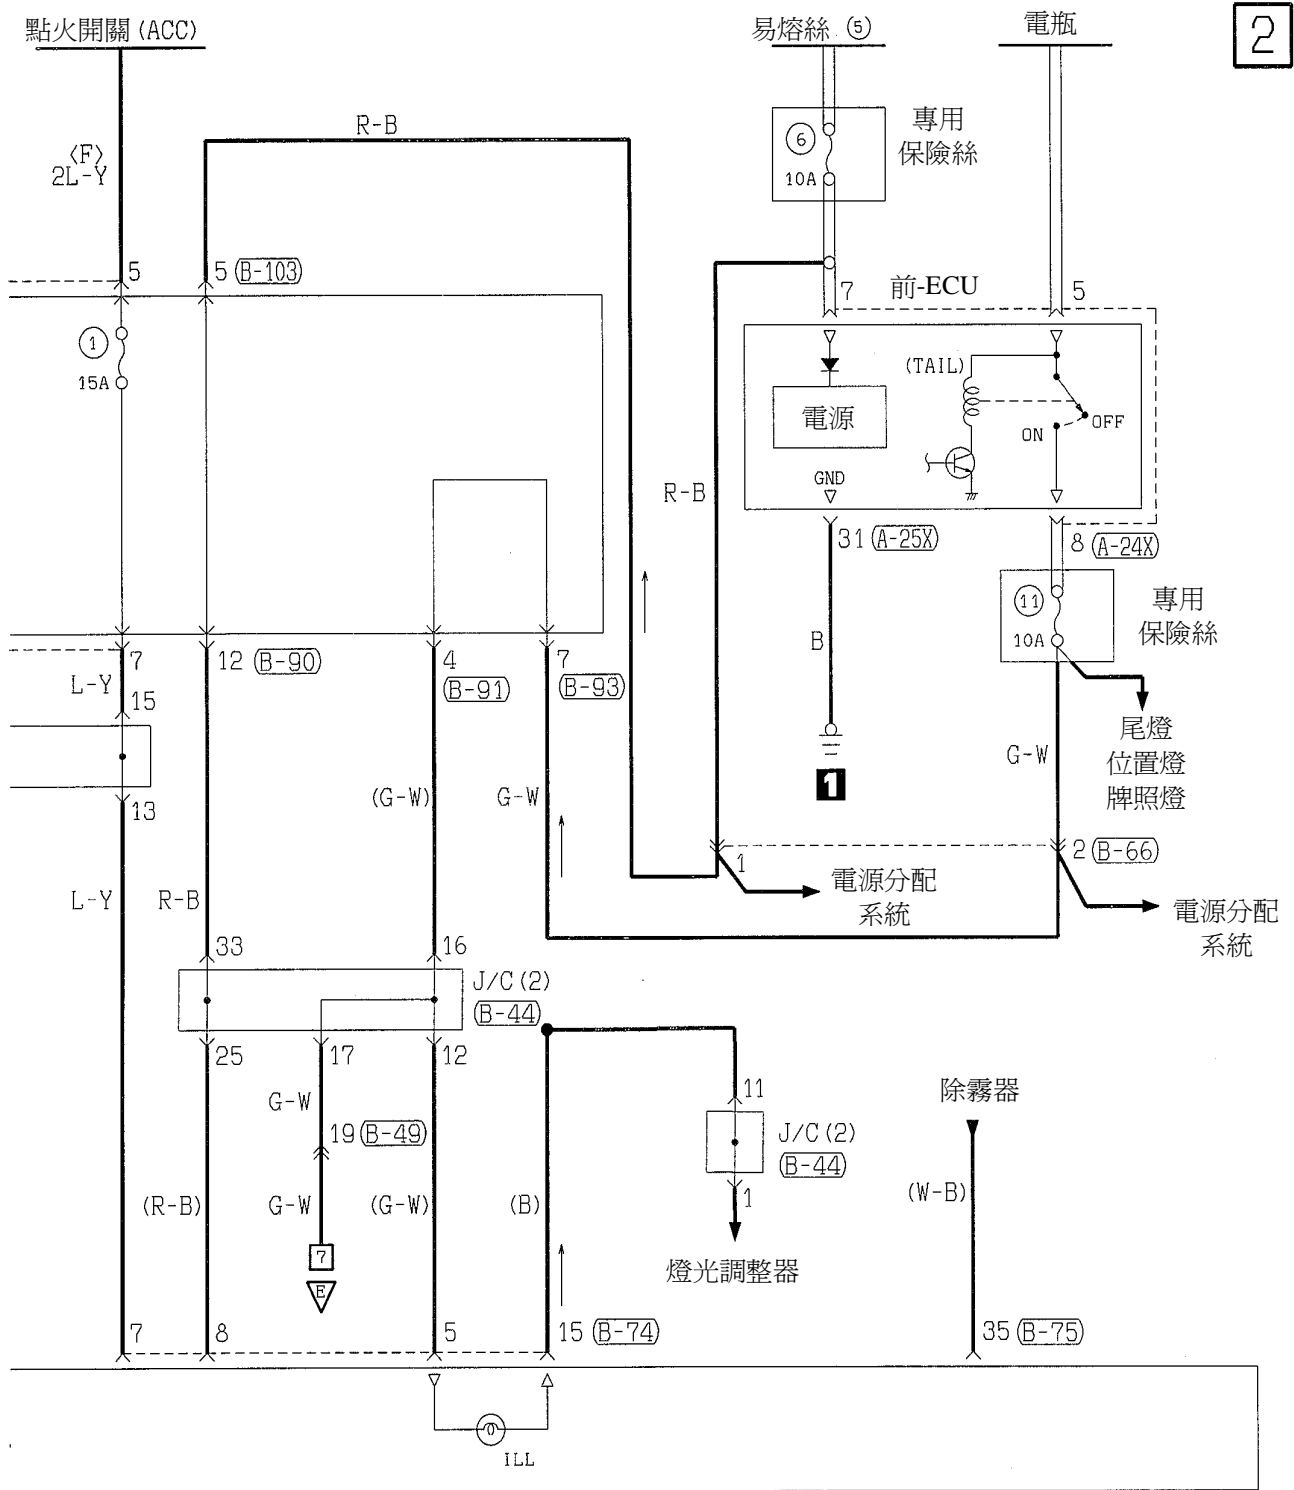 點火開關 (ACC)
易熔絲 ⑤
電瓶
2
R-B
⑥
10A
專用
保險絲
〈F〉
2L-Y
5
5 (B-103)
7
前-ECU
5
①
15A
(TAIL)
電源
OFF
ON
GND
R-B
31 (A-25X)
8 (A-24X)
⑪
10A
專用
保險絲
B
7
12 (B-90)
4
(B-91)
7
(B-93)
L-Y
15
尾燈
位置燈
牌照燈
G-W
1
13
(G-W)
G-W
1
2 (B-66)
電源分配
系統
電源分配
系統
L-Y
R-B
33
16
J/C (2)
(B-44)
25
17
12
G-W
19 (B-49)
11
除霧器
J/C (2)
(B-44)
(R-B)
G-W
(G-W)
(B)
1
(W-B)
7
E
燈光調整器
7
8
5
15 (B-74)
35 (B-75)
ILL